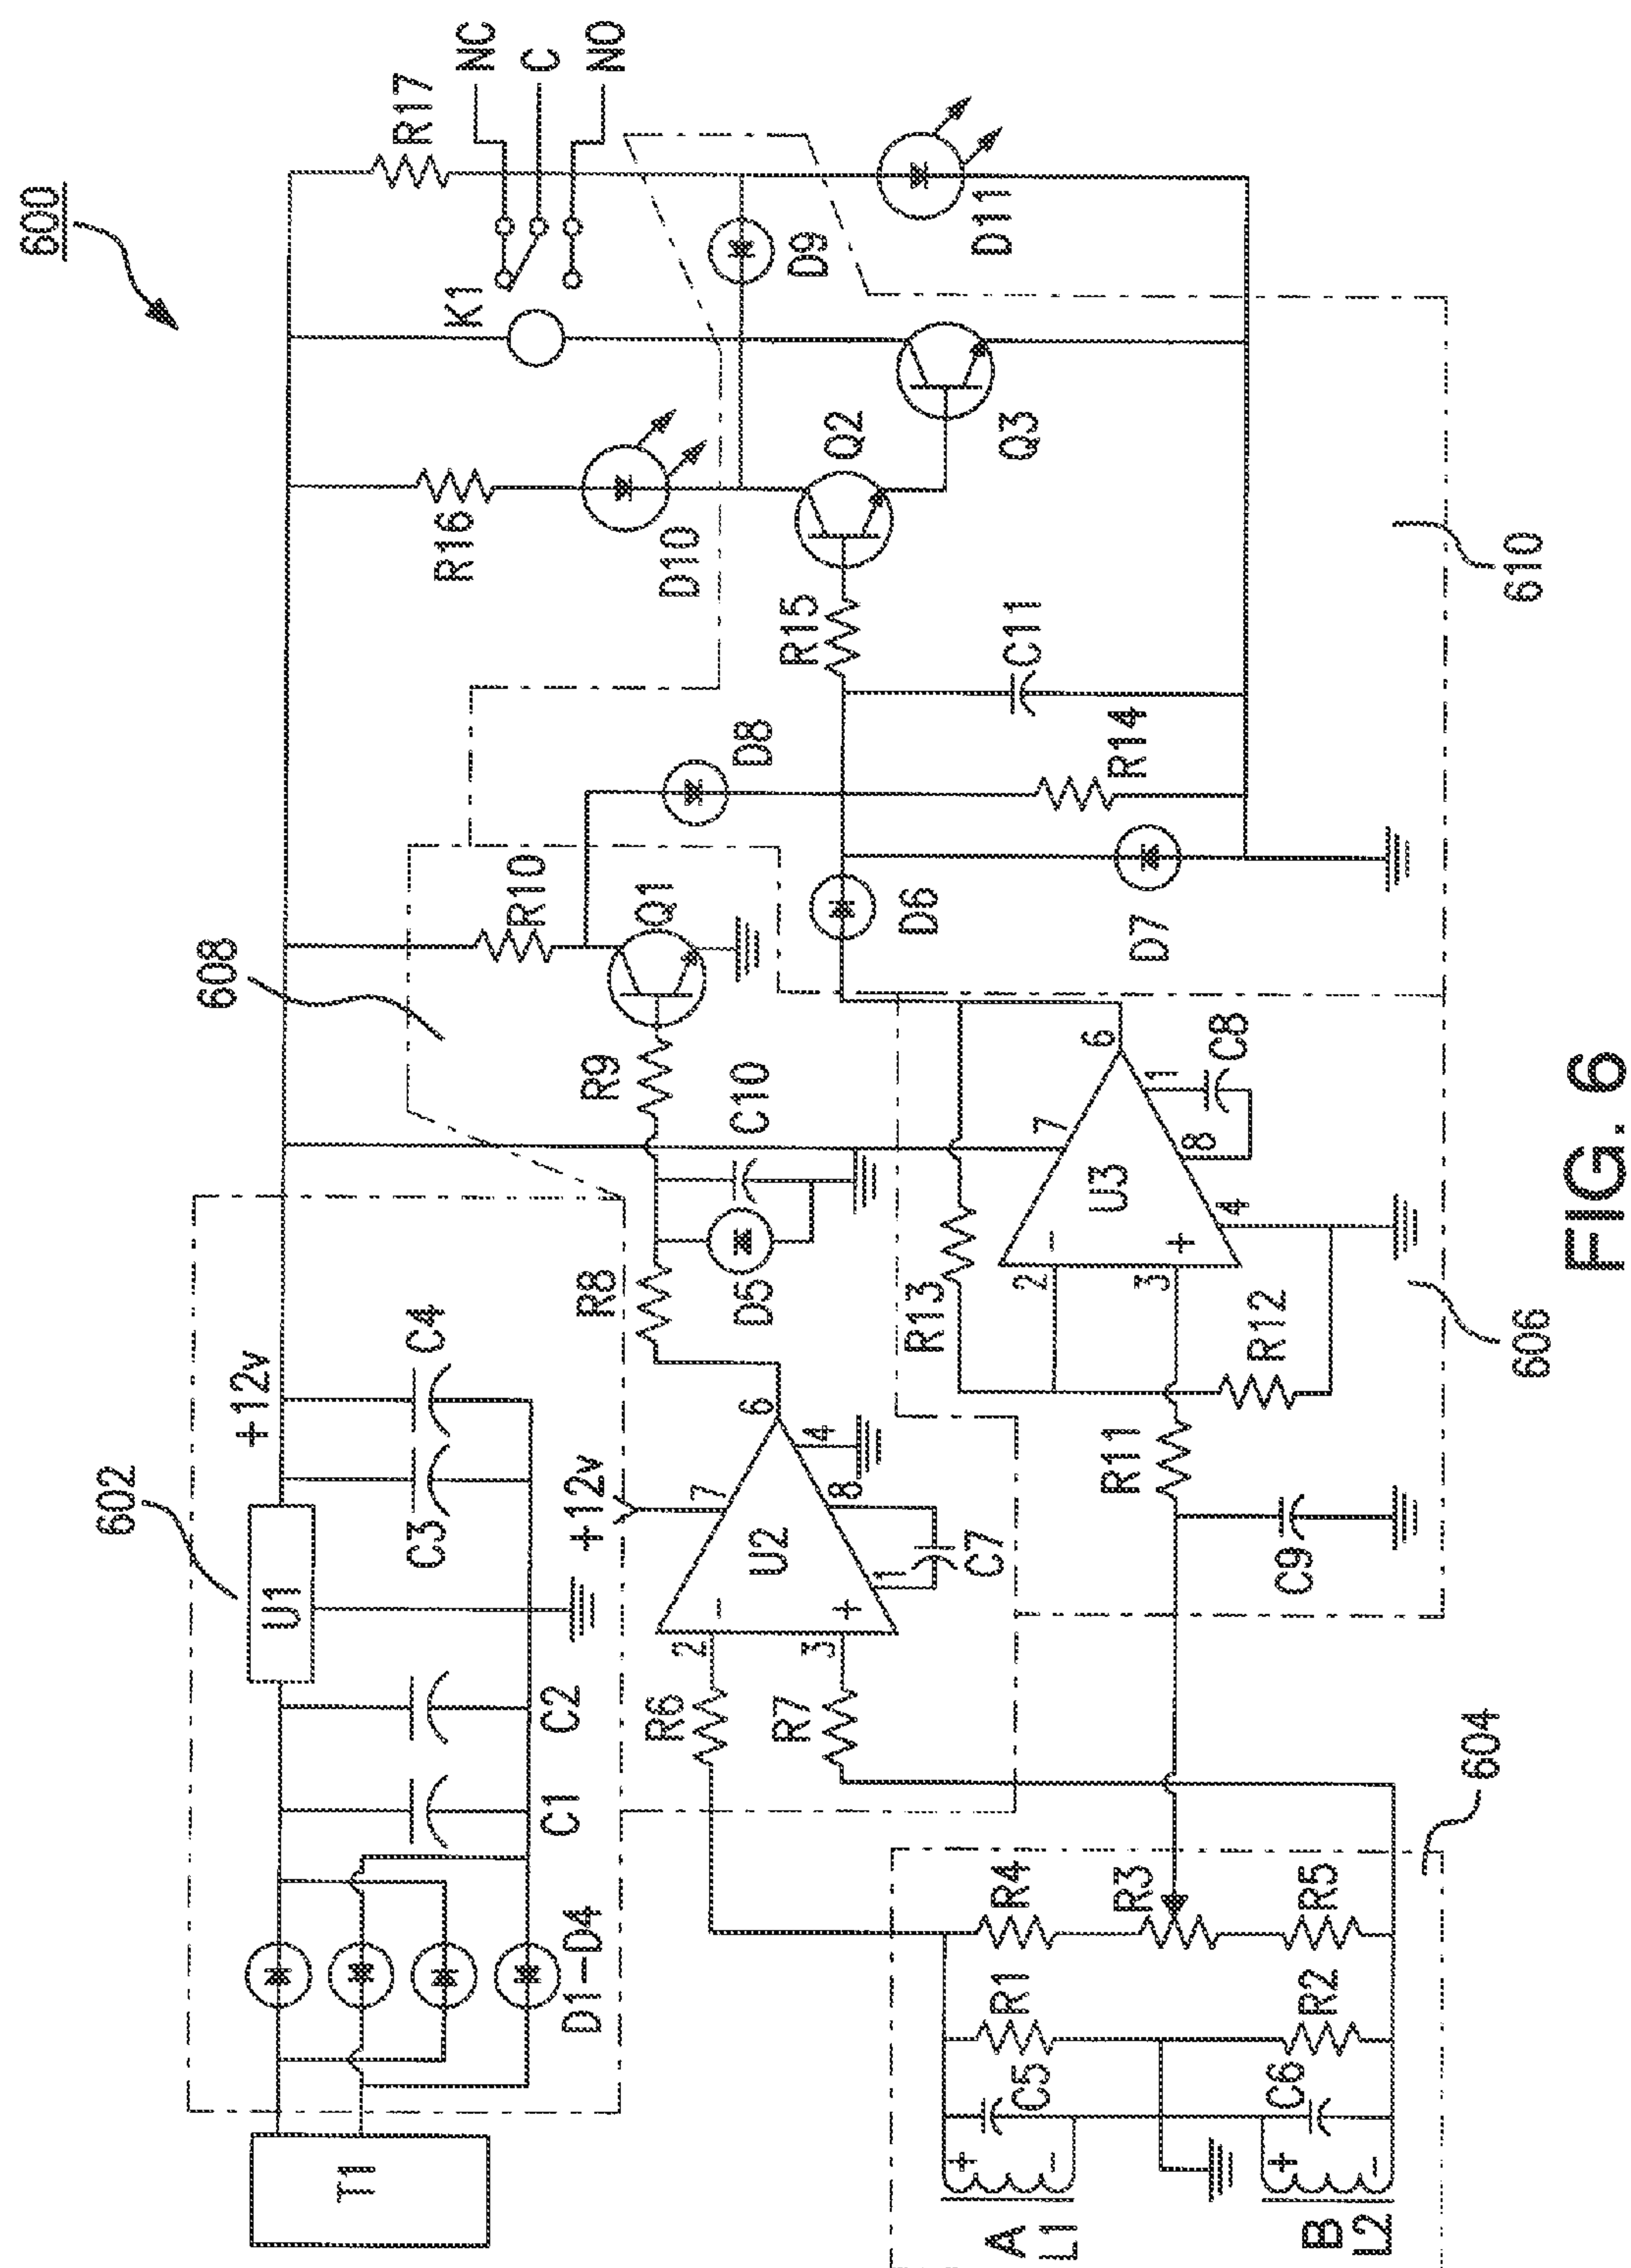 600
NC
C
NO
R17
K1
D9
D11
R16
D10
Q2
Q3
R15
C11
D8
R14
608
R10
Q1
D6
D7
610
R9
C10
+12v
C4
C3
602
U1
R8
D5
6
7
1
C8
8
U3
4
R13
2
3
-
+
R12
606
FIG. 6
+12v
6
7
4
8
U2
1
C7
2
3
-
+
R11
C9
C2
C1
R6
R7
604
D1-D4
R4
R3
R5
R1
R2
C5
C6
T1
+
-
+
-
A
L1
B
L2